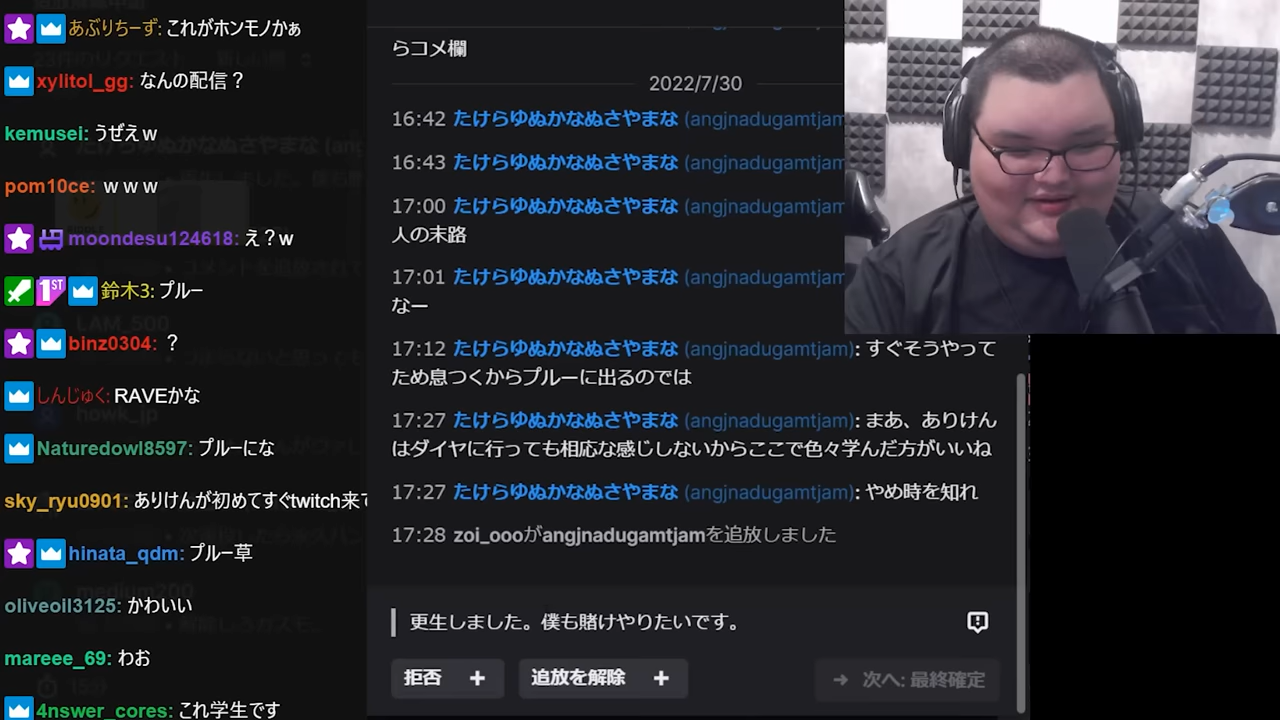 あぶりちーず: これがホンモノかぁ
xylitol_gg: なんの配信？
kemusei: うぜえw
pom10ce: ｗｗｗ
moondesu124618: え？w
1ST 鈴木3: プルー
binz0304: ？
しんじゅく: RAVEかな
Naturedowl8597: プルーにな
sky_ryu0901: ありけんが初めてすぐtwitch来て
hinata_qdm: プルー草
oliveoil3125: かわいい
mareee_69: わお
4nswer_cores: これ学生です
らコメ欄
2022/7/30
16:42 たけらゆぬかなぬさやまな (angjnadugamtjam
16:43 たけらゆぬかなぬさやまな (angjnadugamtjam
17:00 たけらゆぬかなぬさやまな (angjnadugamtjam
人の末路
17:01 たけらゆぬかなぬさやまな (angjnadugamtjam
なー
17:12 たけらゆぬかなぬさやまな (angjnadugamtjam): すぐそうやって
ため息つくからプルーに出るのでは
17:27 たけらゆぬかなぬさやまな (angjnadugamtjam): まあ、ありけん
はダイヤに行っても相応な感じしないからここで色々学んだ方がいいね
17:27 たけらゆぬかなぬさやまな (angjnadugamtjam): やめ時を知れ
17:28 zoi_oooがangjnadugamtjamを追放しました
更生しました。僕も賭けやりたいです。
拒否 + 追放を解除 + → 次へ: 最終確定